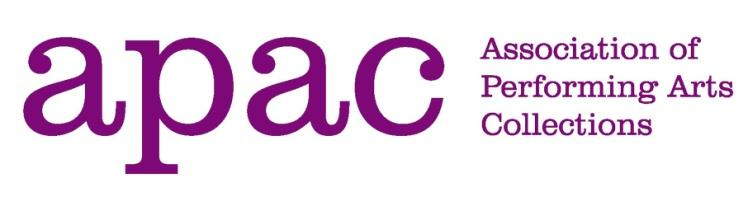 apac
Association of
Performing Arts
Collections